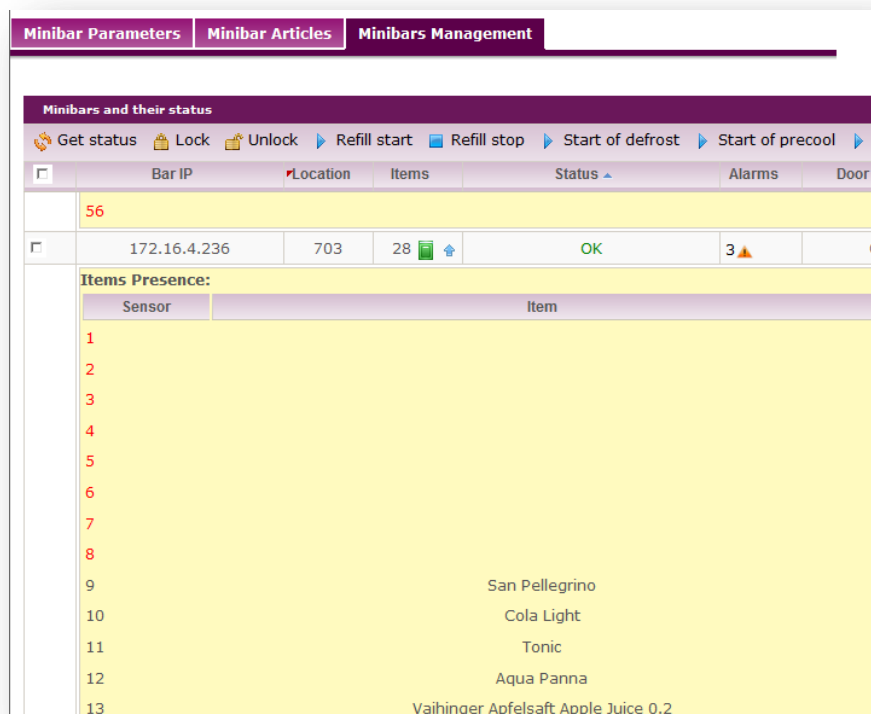 Minibar Parameters Minibar Articles Minibars Management
Minibars and their status
Get status Lock Unlock Refill start Refill stop Start of defrost Start of precool
Bar IP Location Items Status Alarms Door
56
172.16.4.236 703 28 OK 3
Items Presence:
Sensor Item
1
2
3
4
5
6
7
8
9 San Pellegrino
10 Cola Light
11 Tonic
12 Aqua Panna
13 Vaihinger Apfelsaft Apple Juice 0.2